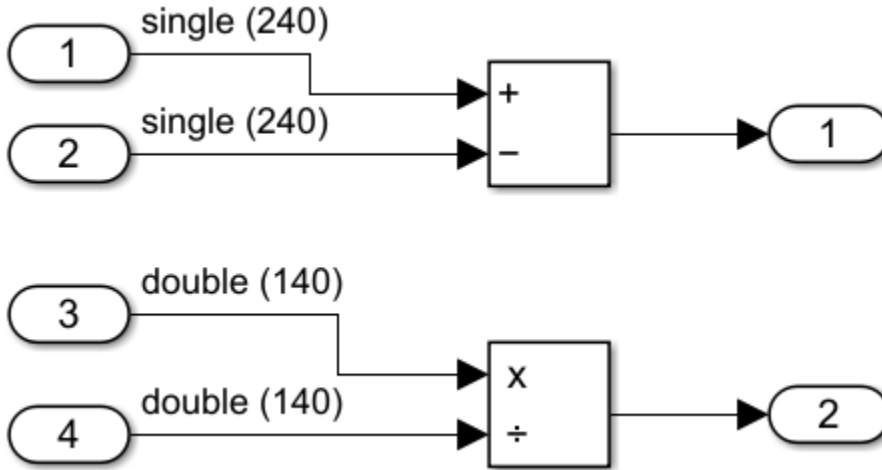 single (240)
1
+
single (240)
2
−
1
double (140)
3
x
double (140)
4
÷
2